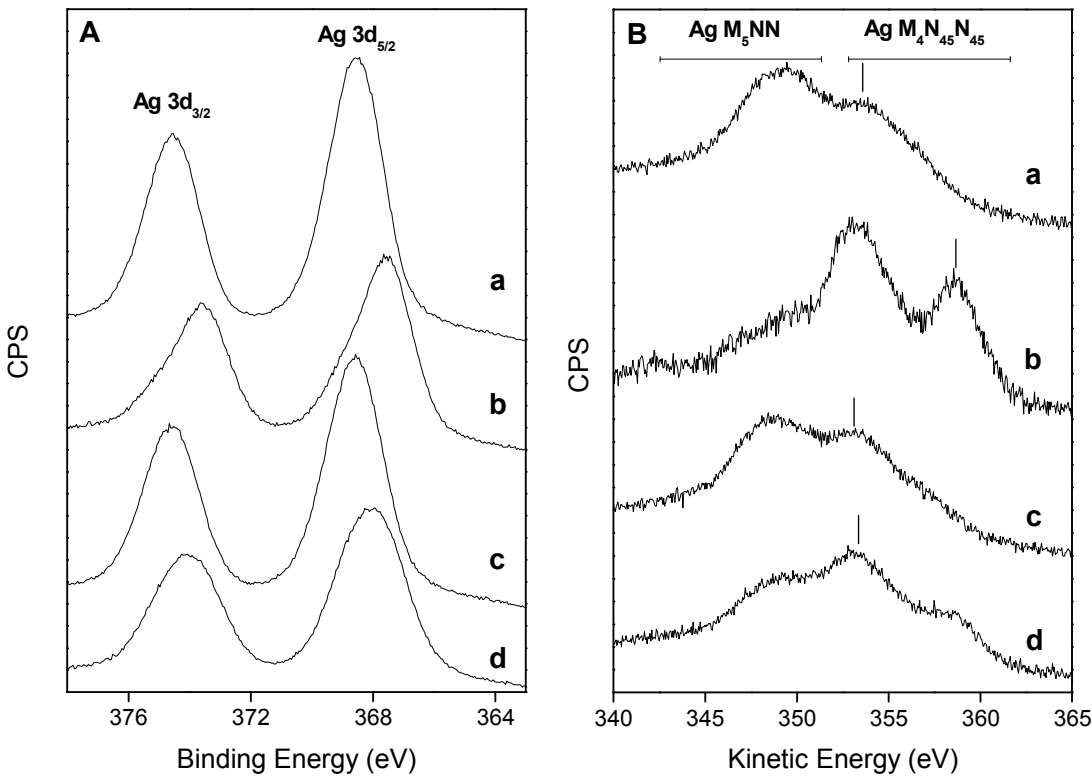 A
Ag 3d5/2
Ag 3d3/2
a
b
c
d
CPS
376 372 368 364
Binding Energy (eV)
B
Ag M5NN
Ag M4N45N45
a
b
c
d
CPS
340 345 350 355 360 365
Kinetic Energy (eV)